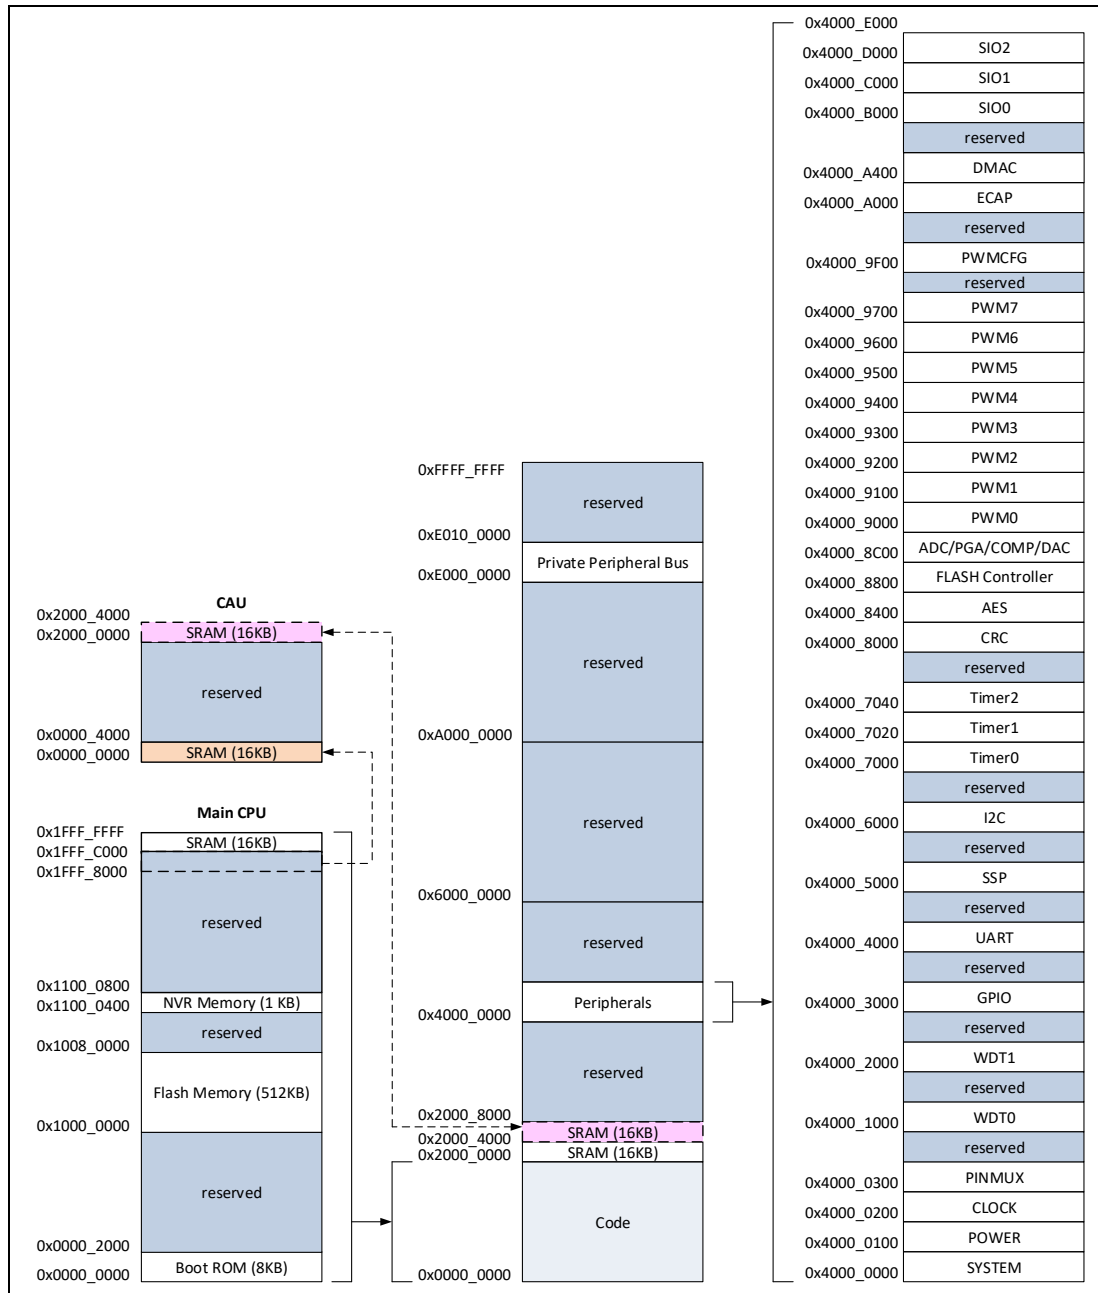 CAU
0x2000_4000
0x2000_0000 SRAM (16KB)
reserved
0x0000_4000
0x0000_0000 SRAM (16KB)
Main CPU
0x1FFF_FFFF
SRAM (16KB)
0x1FFF_C000
0x1FFF_8000
reserved
0x1100_0800
NVR Memory (1 KB)
0x1100_0400
reserved
0x1008_0000
Flash Memory (512KB)
0x1000_0000
reserved
0x0000_2000
Boot ROM (8KB)
0x0000_0000
0xFFFF_FFFF
reserved
0xE010_0000
Private Peripheral Bus
0xE000_0000
reserved
0xA000_0000
reserved
0x6000_0000
reserved
Peripherals
0x4000_0000
reserved
0x2000_8000
SRAM (16KB)
0x2000_4000
SRAM (16KB)
0x2000_0000
Code
0x0000_0000
0x4000_E000
SIO2
0x4000_D000
SIO1
0x4000_C000
SIO0
0x4000_B000
reserved
DMAC
0x4000_A400
ECAP
0x4000_A000
reserved
PWMCFG
0x4000_9F00
reserved
PWM7
0x4000_9700
PWM6
0x4000_9600
PWM5
0x4000_9500
PWM4
0x4000_9400
PWM3
0x4000_9300
PWM2
0x4000_9200
PWM1
0x4000_9100
PWM0
0x4000_9000
ADC/PGA/COMP/DAC
0x4000_8C00
FLASH Controller
0x4000_8800
AES
0x4000_8400
CRC
0x4000_8000
reserved
Timer2
0x4000_7040
Timer1
0x4000_7020
Timer0
0x4000_7000
reserved
I2C
0x4000_6000
reserved
SSP
0x4000_5000
reserved
UART
0x4000_4000
reserved
GPIO
0x4000_3000
reserved
WDT1
0x4000_2000
reserved
WDT0
0x4000_1000
reserved
PINMUX
0x4000_0300
CLOCK
0x4000_0200
POWER
0x4000_0100
SYSTEM
0x4000_0000